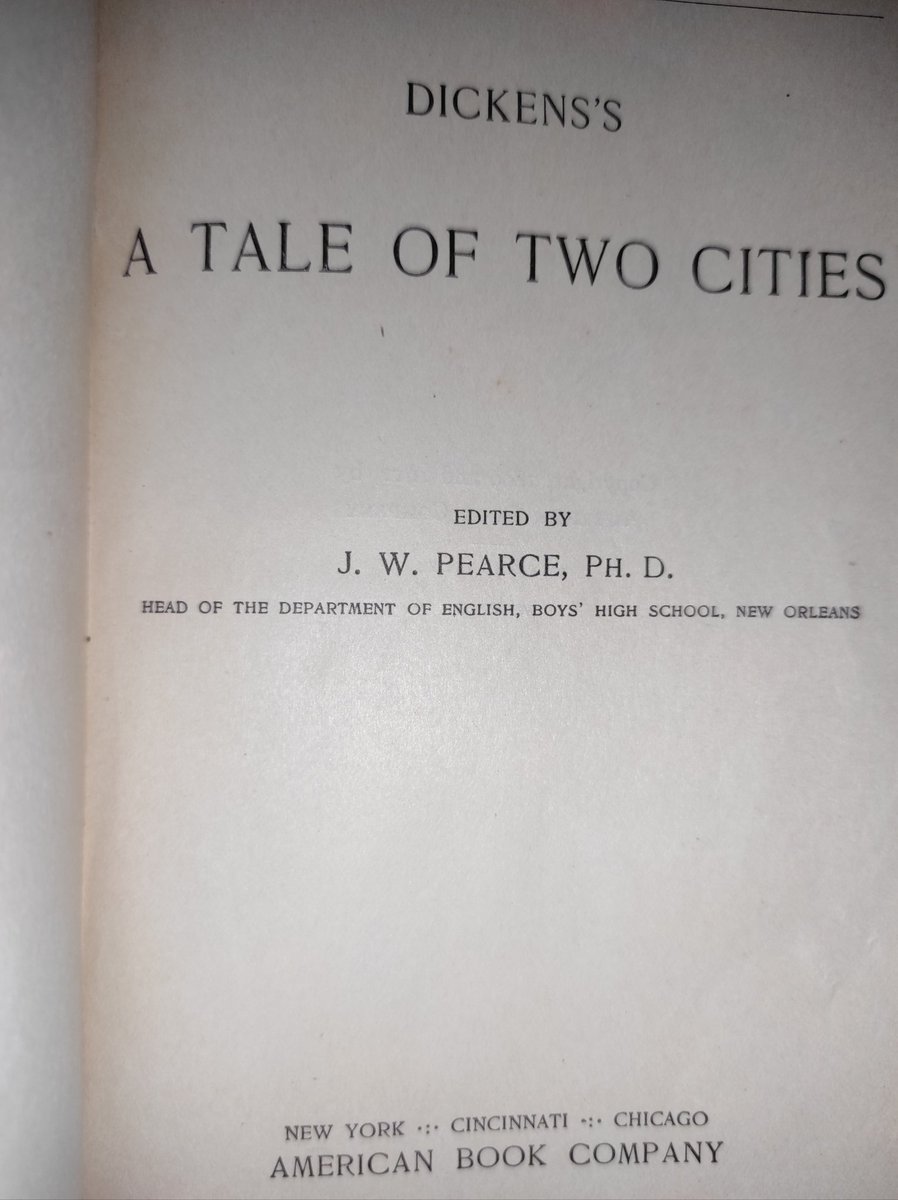 DICKENS'S
A TALE OF TWO CITIES
EDITED BY
J. W. PEARCE, PH. D.
HEAD OF THE DEPARTMENT OF ENGLISH, BOYS' HIGH SCHOOL, NEW ORLEANS
NEW YORK ·:· CINCINNATI ·:· CHICAGO
AMERICAN BOOK COMPANY